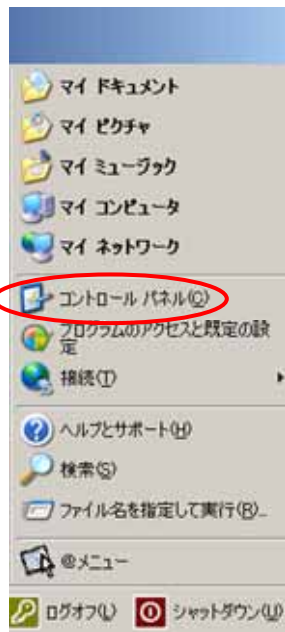 マイ ドキュメント
マイ ピクチャ
マイ ミュージック
マイ コンピュータ
マイ ネットワーク
コントロール パネル(C)
プログラムのアクセスと既定の設
定
接続(T)
ヘルプとサポート(H)
検索(S)
ファイル名を指定して実行(R)...
@メニュー
ログオフ(L) シャットダウン(U)